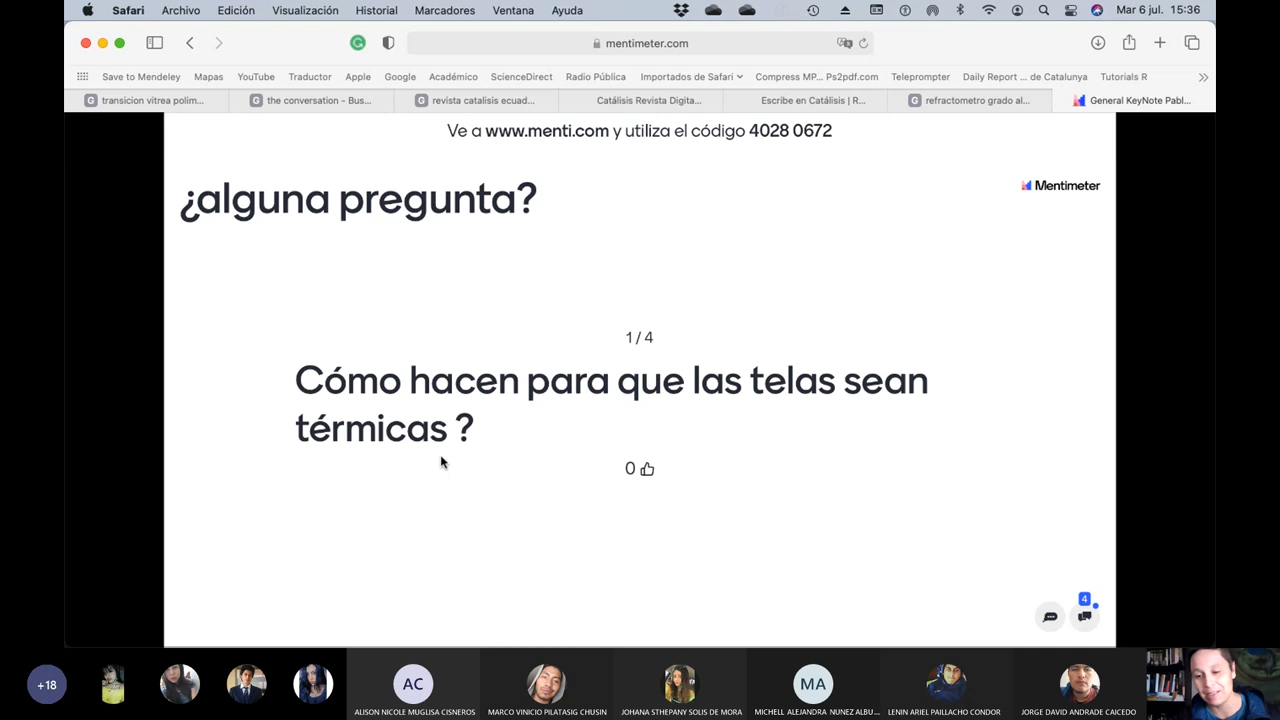 Safari Archivo Edición Visualización Historial Marcadores Ventana Ayuda Mar 6 jul. 15:36
mentimeter.com
Save to Mendeley Mapas YouTube Traductor Apple Google Académico ScienceDirect Radio Pública Importados de Safari Compress MP... Ps2pdf.com Teleprompter Daily Report ... de Catalunya Tutorials R
transicion vitrea polim... the conversation - Bus... revista catalisis ecuad... Catálisis Revista Digita... Escribe en Catálisis | R... refractometro grado al... General KeyNote Pabl...
Ve a www.menti.com y utiliza el código 4028 0672
¿alguna pregunta?
Mentimeter
1 / 4
Cómo hacen para que las telas sean
térmicas ?
0
4
+18
AC
MA
ALISON NICOLE MUGLISA CISNEROS MARCO VINICIO PILATASIG CHUSIN JOHANA STHEPANY SOLIS DE MORA MICHELL ALEJANDRA NUNEZ ALBU... LENIN ARIEL PAILLACHO CONDOR JORGE DAVID ANDRADE CAICEDO